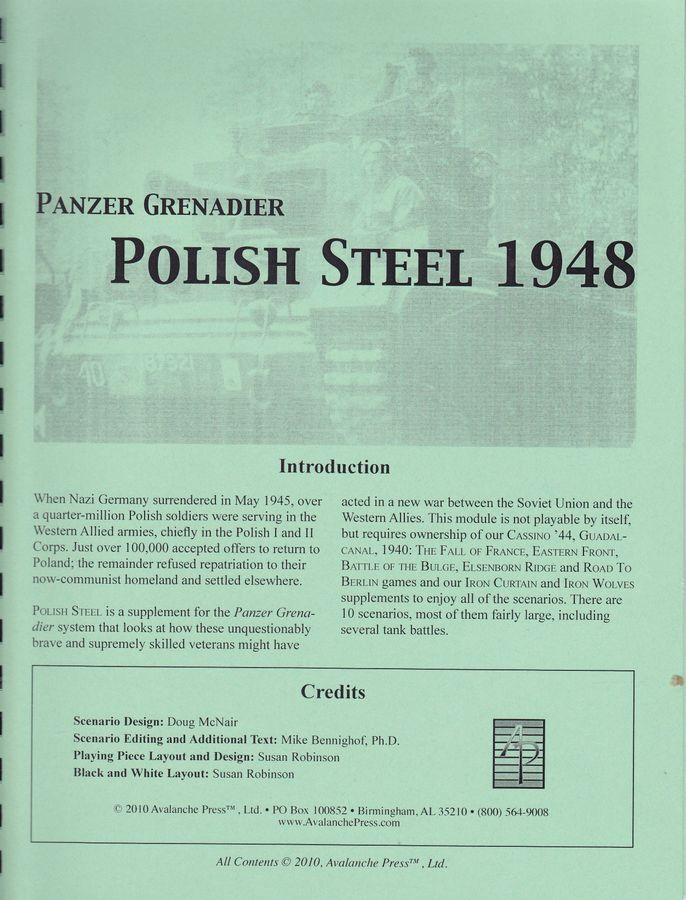 PANZER GRENADIER
POLISH STEEL 1948
Introduction
When Nazi Germany surrendered in May 1945, over
a quarter-million Polish soldiers were serving in the
Western Allied armies, chiefly in the Polish I and II
Corps. Just over 100,000 accepted offers to return to
Poland; the remainder refused repatriation to their
now-communist homeland and settled elsewhere.
POLISH STEEL is a supplement for the Panzer Grena-
dier system that looks at how these unquestionably
brave and supremely skilled veterans might have
acted in a new war between the Soviet Union and the
Western Allies. This module is not playable by itself,
but requires ownership of our CASSINO '44, GUADAL-
CANAL, 1940: THE FALL OF FRANCE, EASTERN FRONT,
BATTLE OF THE BULGE, ELSENBORN RIDGE and ROAD TO
BERLIN games and our IRON CURTAIN and IRON WOLVES
supplements to enjoy all of the scenarios. There are
10 scenarios, most of them fairly large, including
several tank battles.
Credits
Scenario Design: Doug McNair
Scenario Editing and Additional Text: Mike Bennighof, Ph.D.
Playing Piece Layout and Design: Susan Robinson
Black and White Layout: Susan Robinson
AP
© 2010 Avalanche Press™, Ltd. • PO Box 100852 • Birmingham, AL 35210 • (800) 564-9008
www.AvalanchePress.com
All Contents © 2010, Avalanche Press™, Ltd.